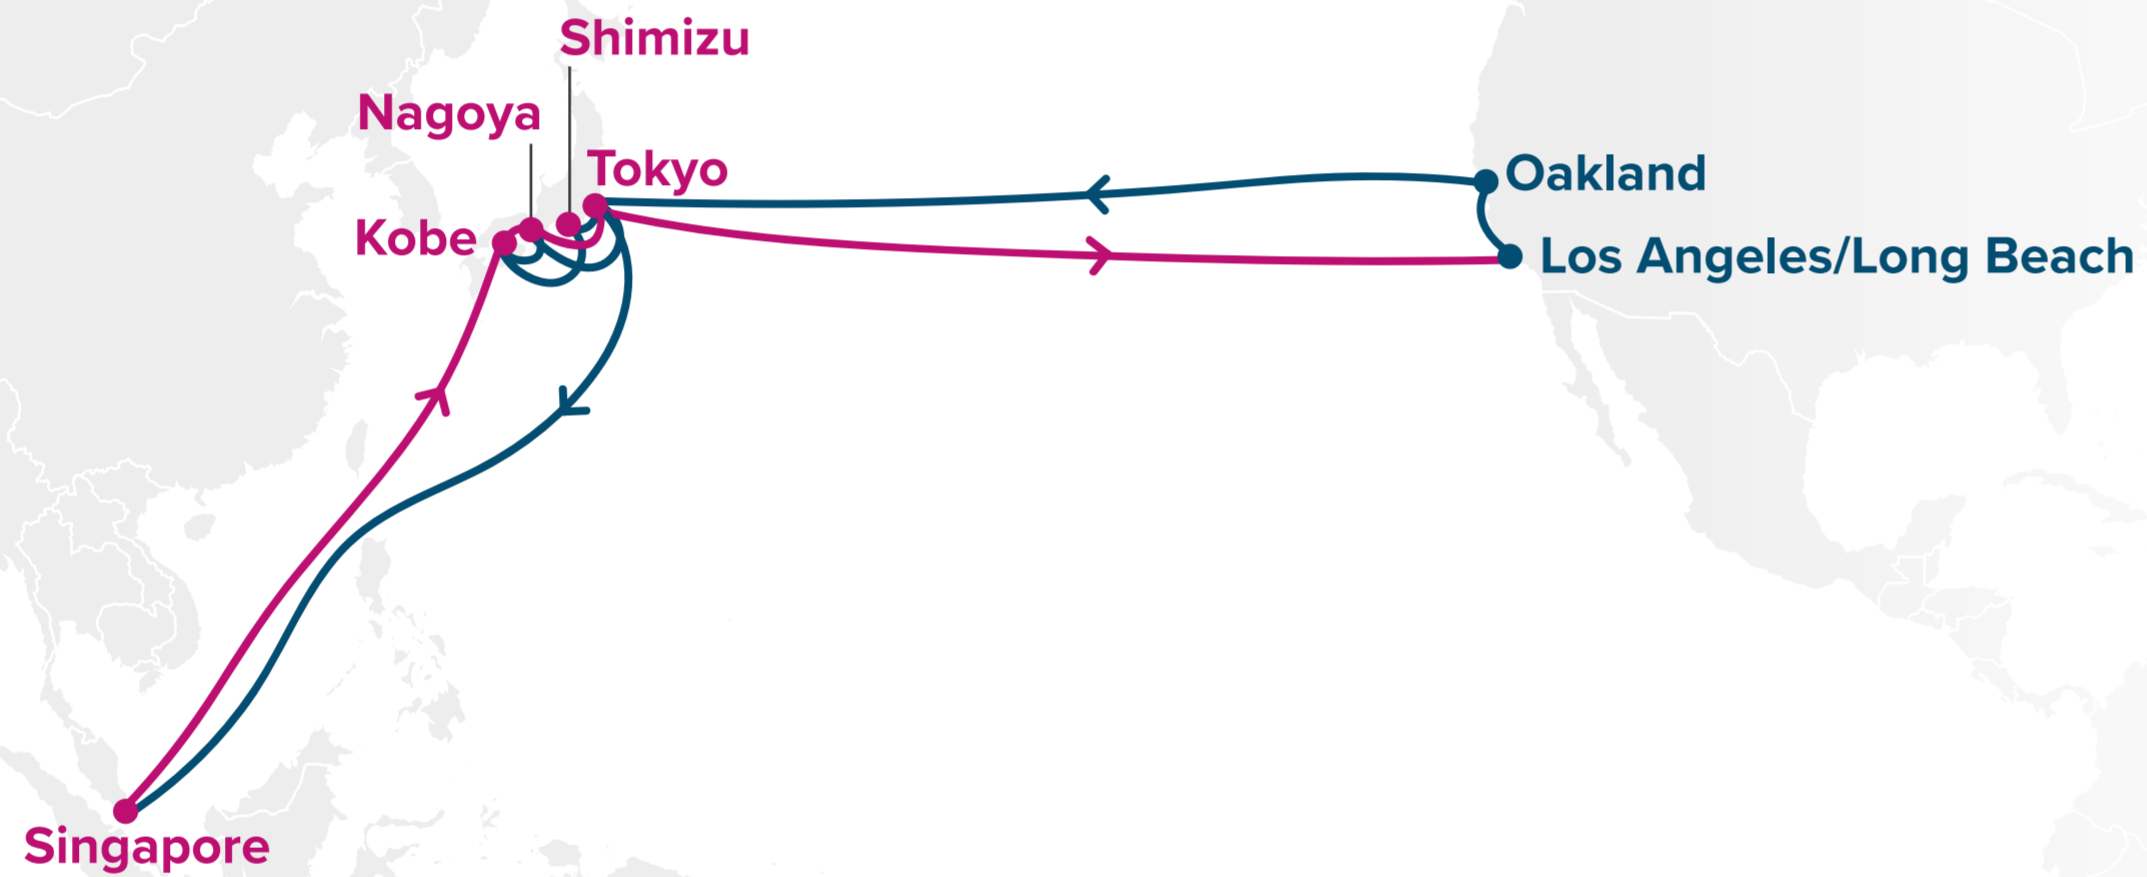 Shimizu
Nagoya
Tokyo
Oakland
Kobe
Los Angeles/Long Beach
Singapore